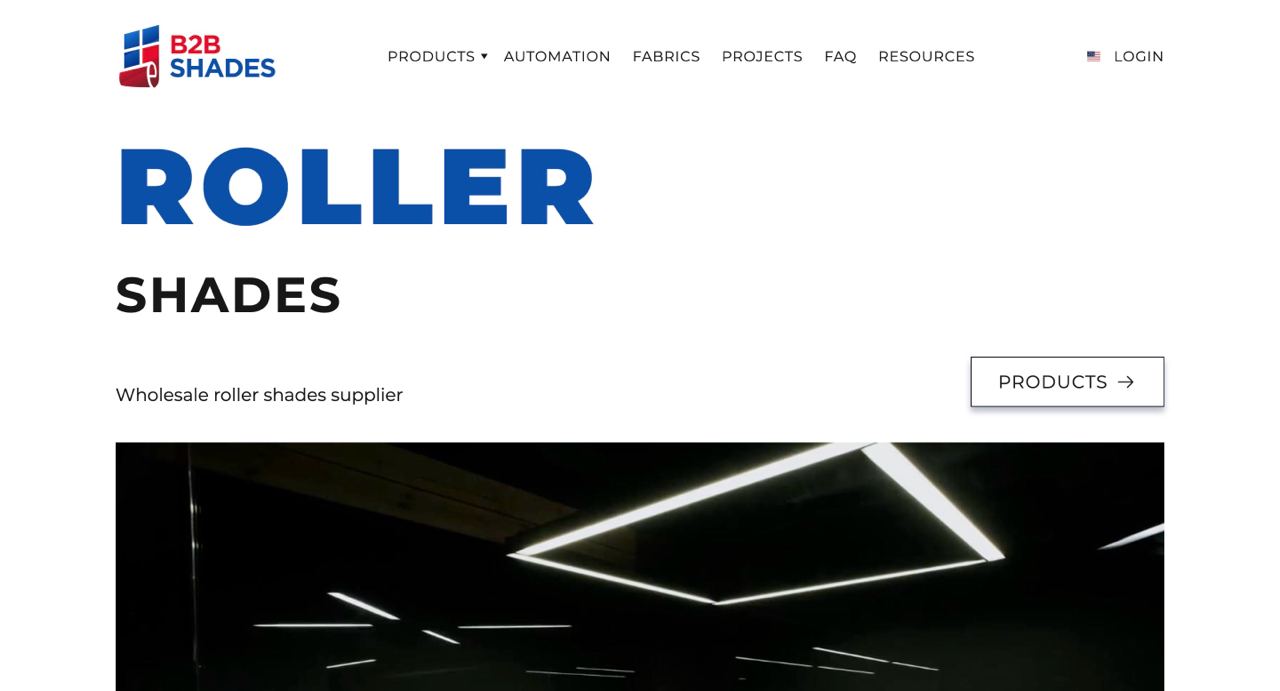 B2B
SHADES
PRODUCTS ▼ AUTOMATION FABRICS PROJECTS FAQ RESOURCES LOGIN
ROLLER
SHADES
Wholesale roller shades supplier
PRODUCTS →